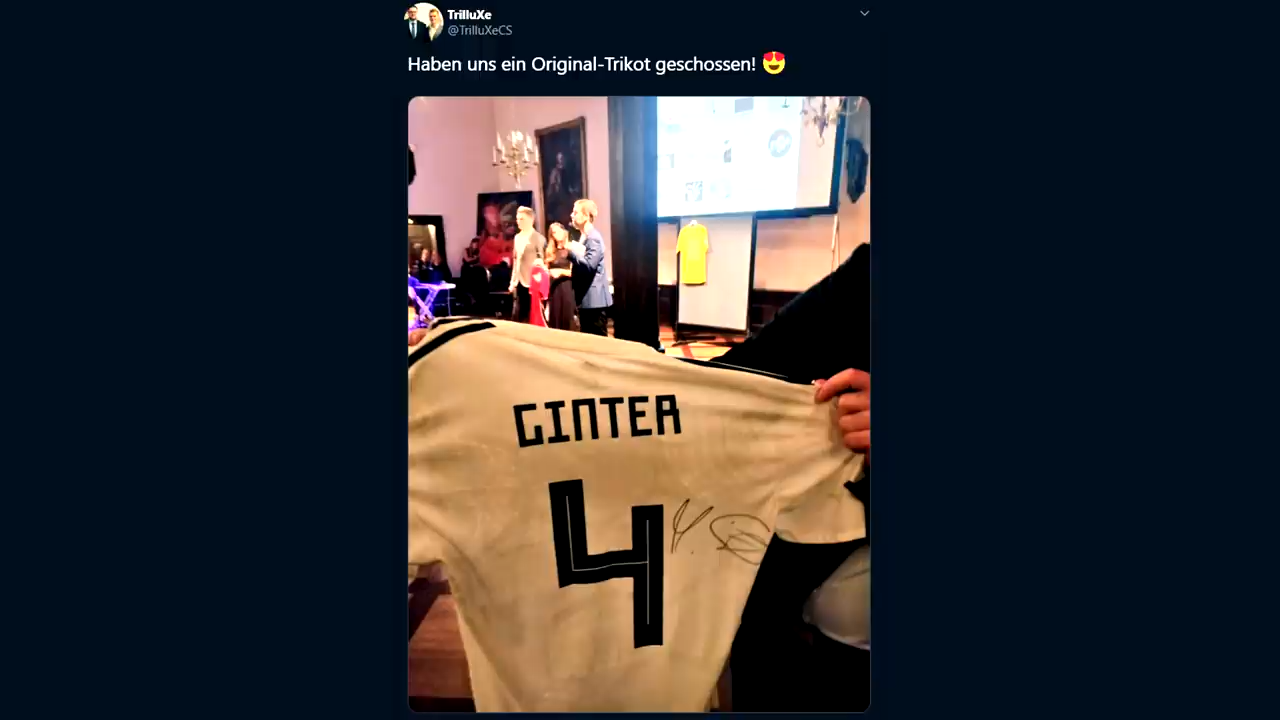 TrilluXe
@TrilluXeCS
Haben uns ein Original-Trikot geschossen! 😍
GINTER
4